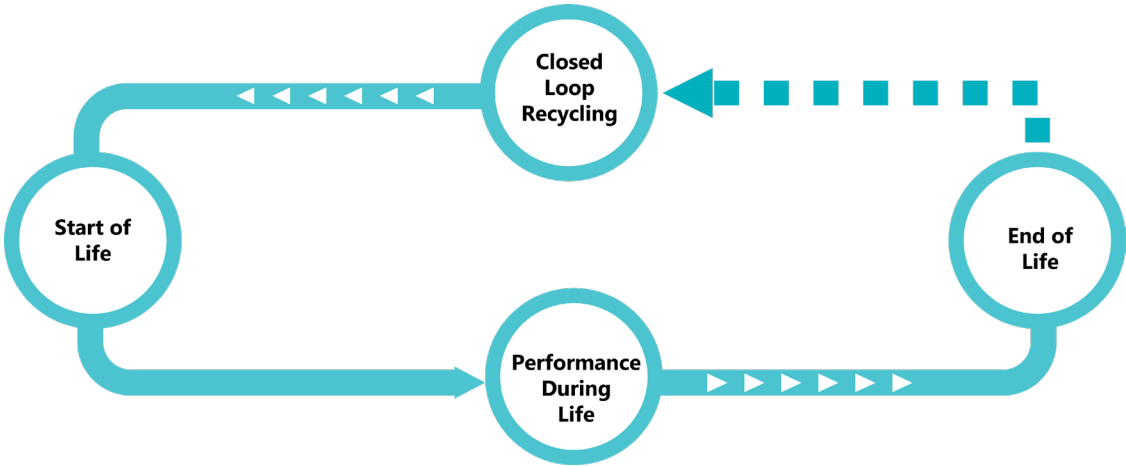 Closed
Loop
Recycling
Start of
Life
End of
Life
Performance
During
Life